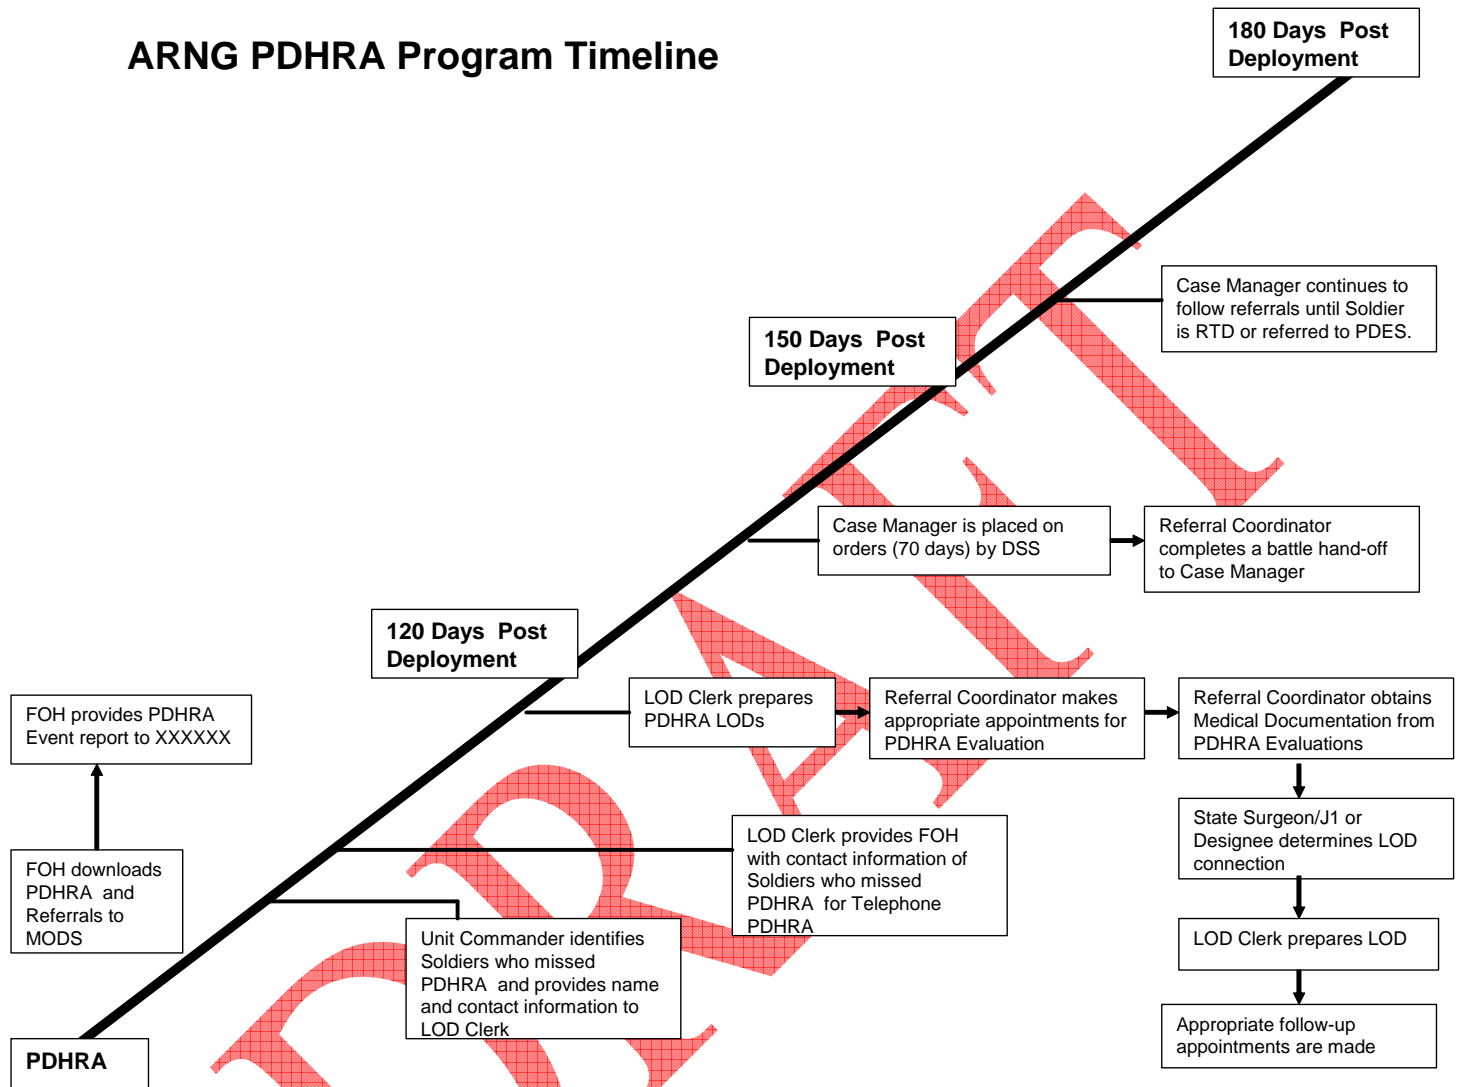 ARNG PDHRA Program Timeline
180 Days Post
Deployment
Case Manager continues to
follow referrals until Soldier
is RTD or referred to PDES.
150 Days Post
Deployment
Case Manager is placed on
orders (70 days) by DSS
Referral Coordinator
completes a battle hand-off
to Case Manager
120 Days Post
Deployment
LOD Clerk prepares
PDHRA LODs
Referral Coordinator makes
appropriate appointments for
PDHRA Evaluation
Referral Coordinator obtains
Medical Documentation from
PDHRA Evaluations
State Surgeon/J1 or
Designee determines LOD
connection
LOD Clerk prepares LOD
Appropriate follow-up
appointments are made
FOH provides PDHRA
Event report to XXXXXX
FOH downloads
PDHRA and
Referrals to
MODS
LOD Clerk provides FOH
with contact information of
Soldiers who missed
PDHRA for Telephone
PDHRA
Unit Commander identifies
Soldiers who missed
PDHRA and provides name
and contact information to
LOD Clerk
PDHRA
DRAFT